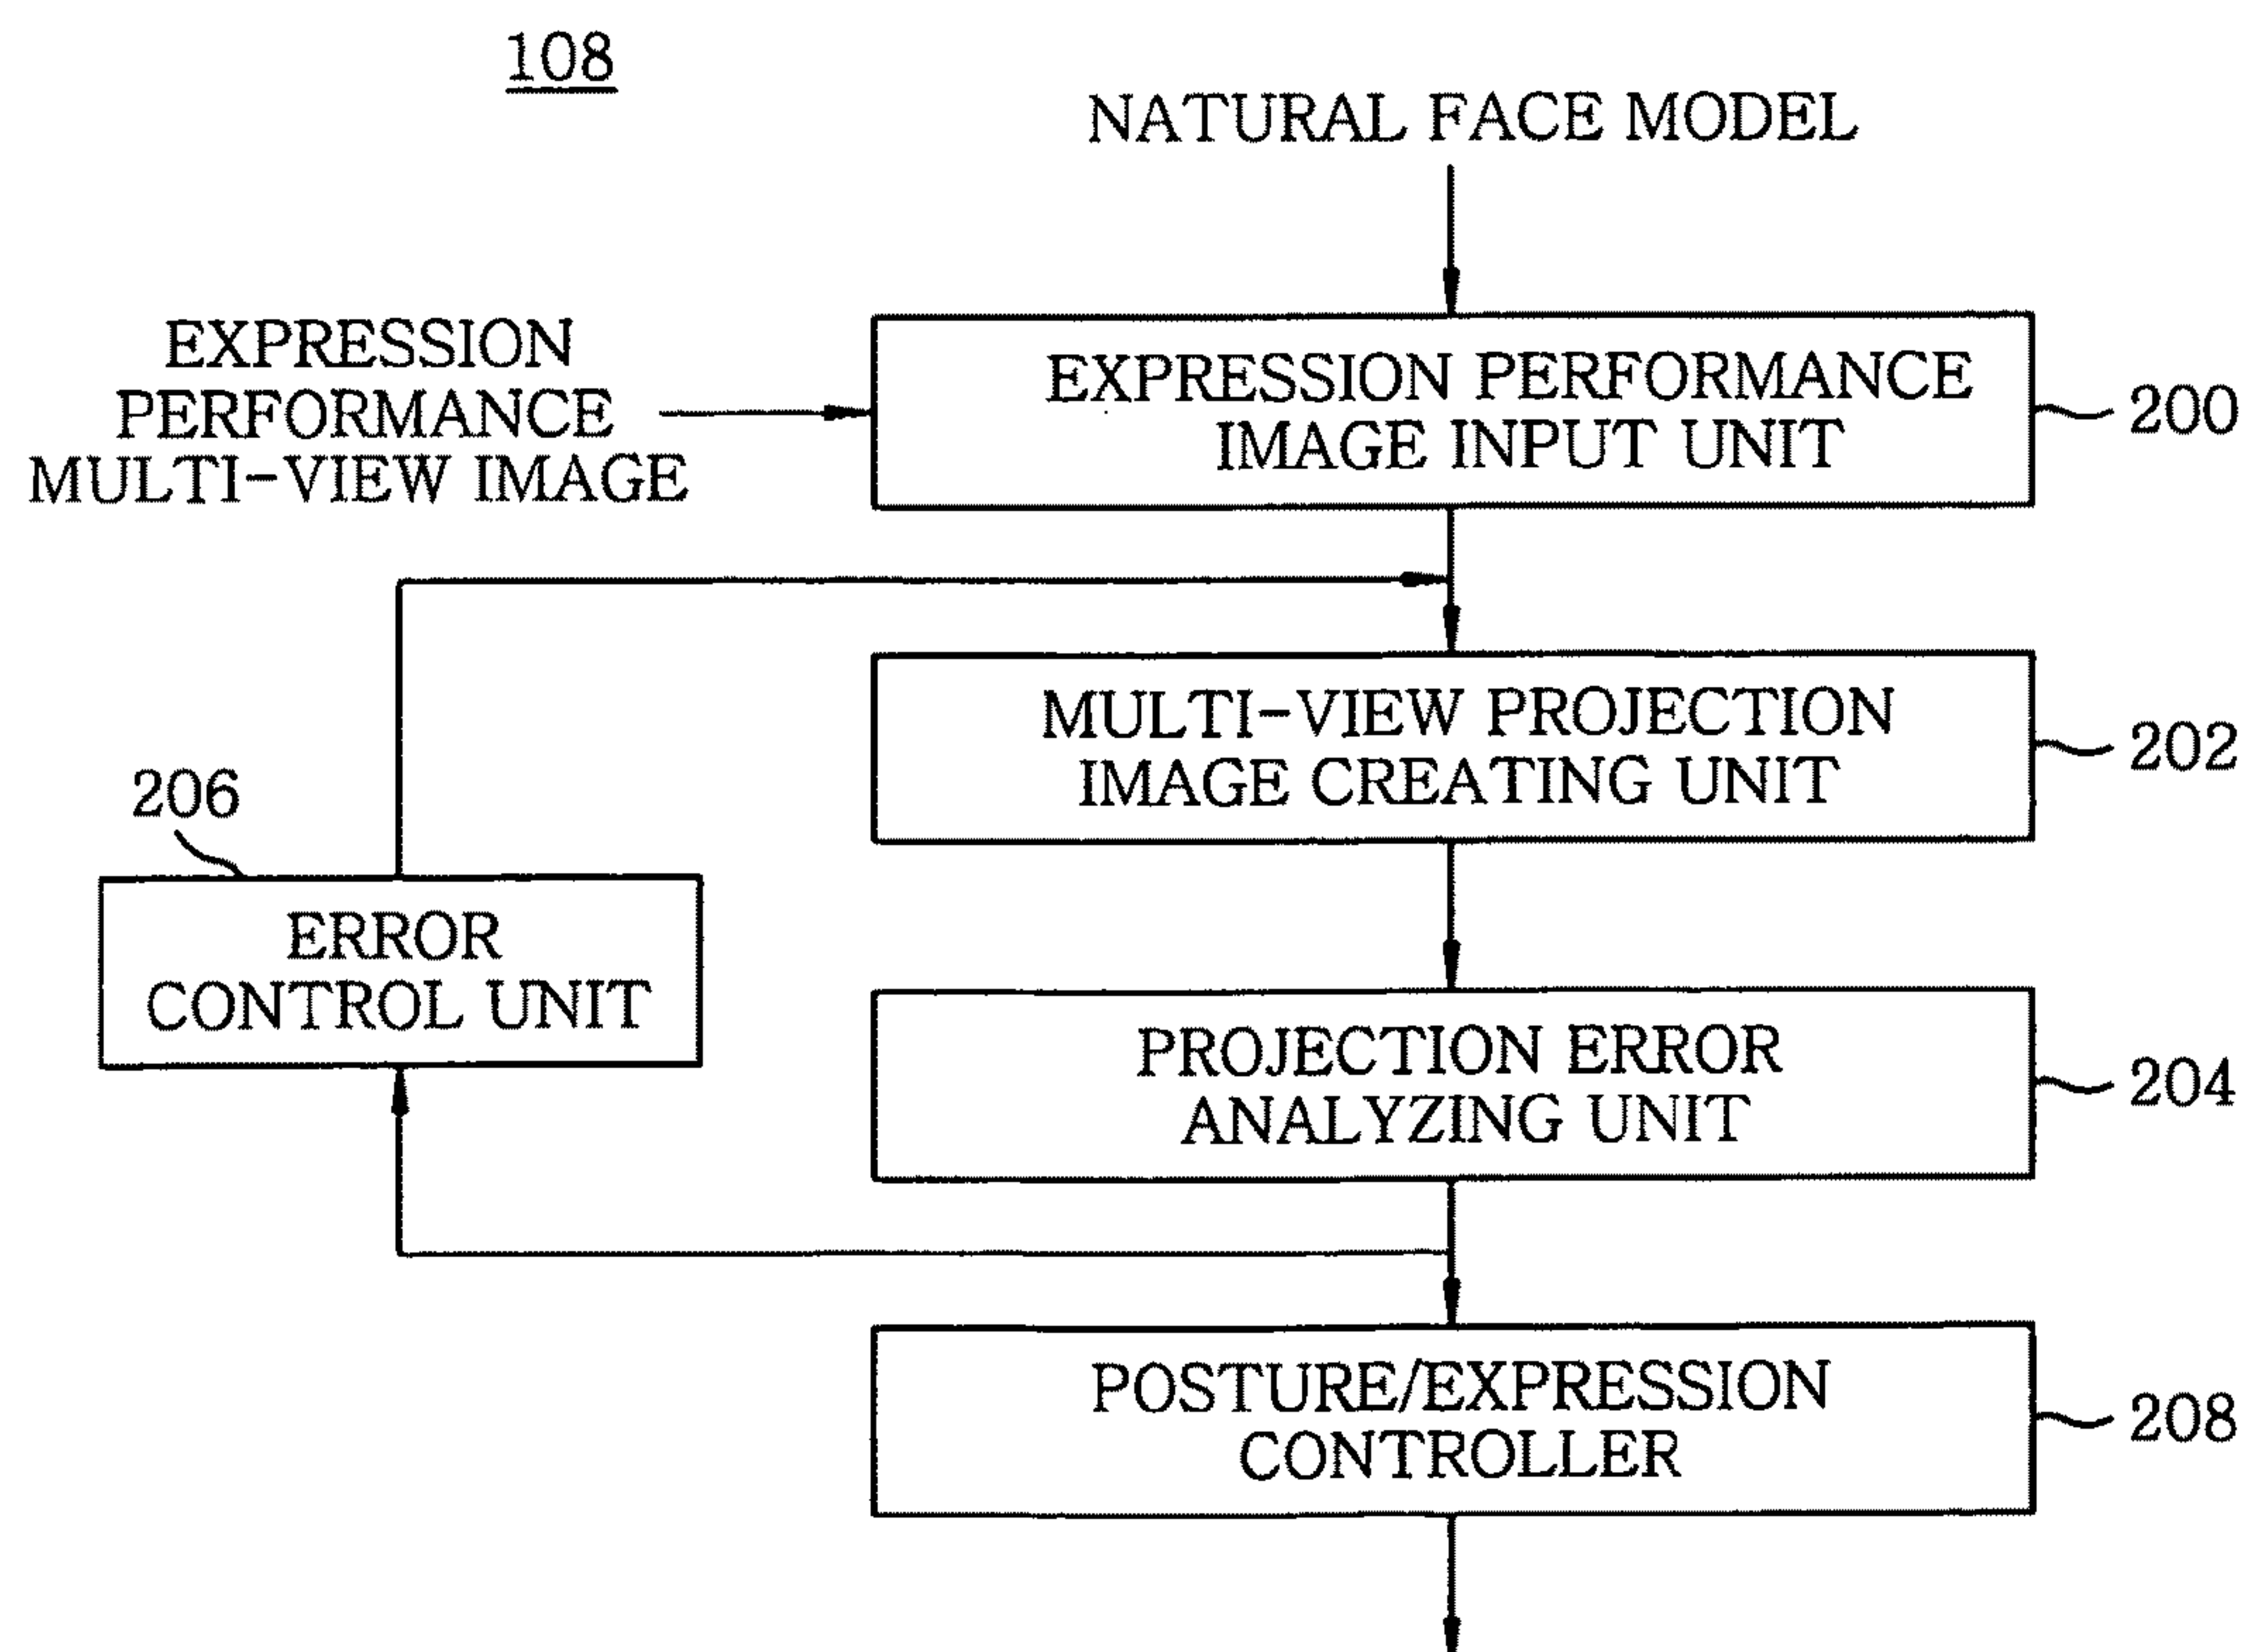 108
NATURAL FACE MODEL
EXPRESSION
PERFORMANCE
MULTI-VIEW IMAGE
EXPRESSION PERFORMANCE
IMAGE INPUT UNIT
200
MULTI-VIEW PROJECTION
IMAGE CREATING UNIT
202
206
ERROR
CONTROL UNIT
PROJECTION ERROR
ANALYZING UNIT
204
POSTURE/EXPRESSION
CONTROLLER
208